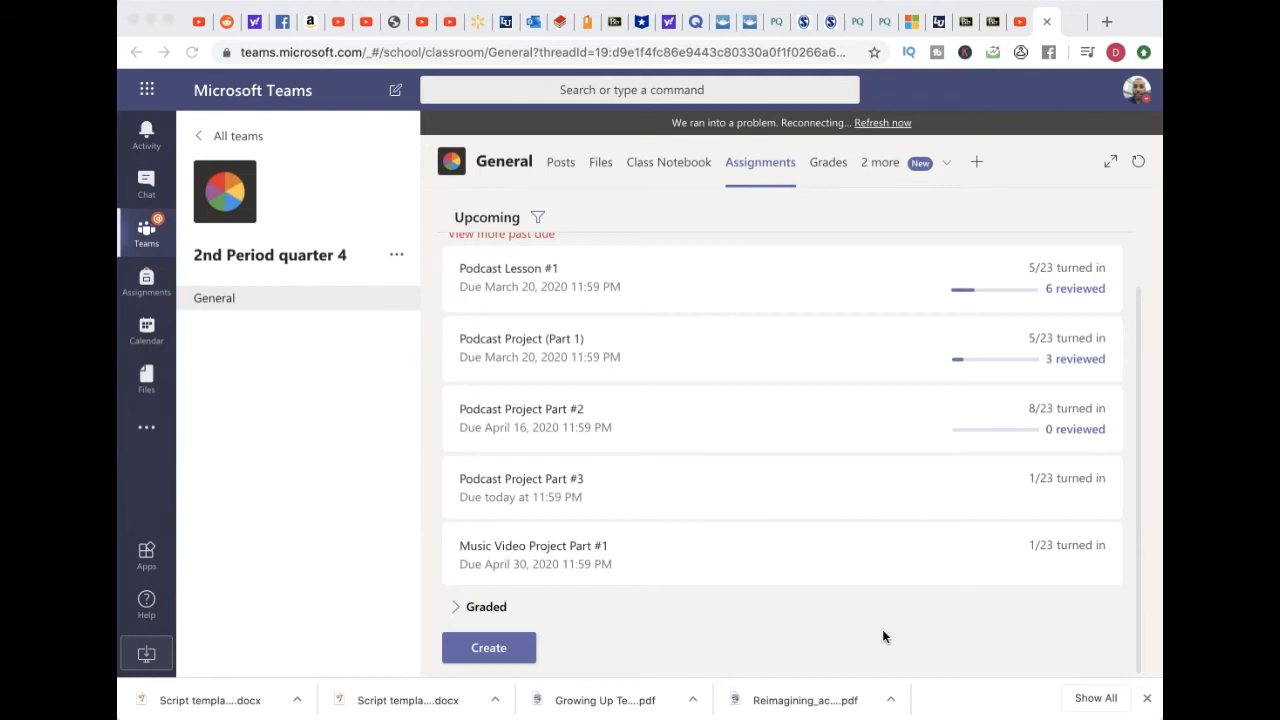 teams.microsoft.com/_#/school/classroom/General?threadId=19:d9e1f4fc86e9443c80330a0f1f0266a6...
Microsoft Teams
Search or type a command
We ran into a problem. Reconnecting... Refresh now
Activity
Chat
Teams
Assignments
Calendar
Files
Apps
Help
All teams
2nd Period quarter 4
General
General Posts Files Class Notebook Assignments Grades 2 more New
Upcoming
View more past due
Podcast Lesson #1
Due March 20, 2020 11:59 PM
5/23 turned in
6 reviewed
Podcast Project (Part 1)
Due March 20, 2020 11:59 PM
5/23 turned in
3 reviewed
Podcast Project Part #2
Due April 16, 2020 11:59 PM
8/23 turned in
0 reviewed
Podcast Project Part #3
Due today at 11:59 PM
1/23 turned in
Music Video Project Part #1
Due April 30, 2020 11:59 PM
1/23 turned in
Graded
Create
Script templa....docx
Script templa....docx
Growing Up Te....pdf
Reimagining_ac....pdf
Show All